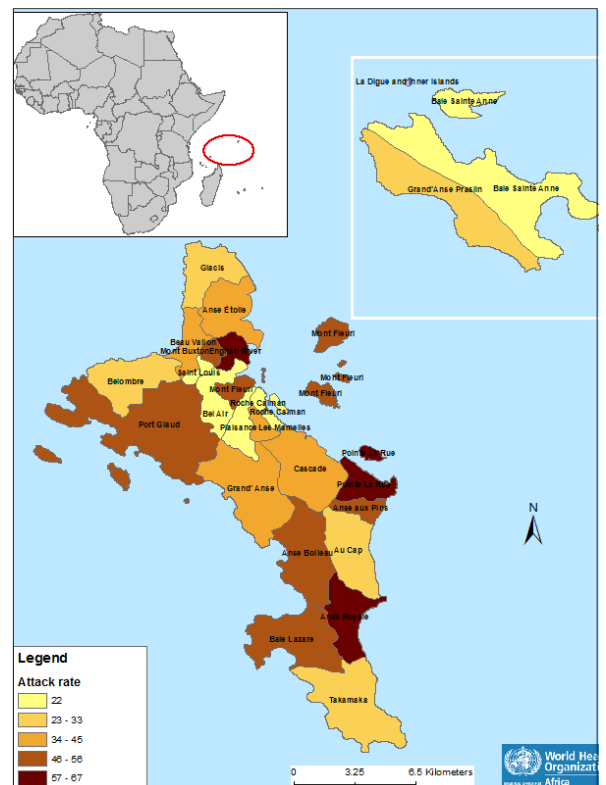 La Digue and Inner Islands
Baie Sainte Anne
Grand'Anse Praslin
Baie Sainte Anne
Glacis
Anse Étoile
Beau Vallon
Mont Buxton
English River
Mont Fleuri
Saint Louis
Belombre
Mont Fleuri
Mont Fleuri
Mont Fleuri
Roche Caiman
Roche Caiman
Bel Air
Port Glaud
Plaisance
Les Mamelles
Pointe La Rue
Cascade
Pointe La Rue
Grand' Anse
Anse aux Pins
N
Anse Boileau
Au Cap
Anse Royale
Baie Lazare
Takamaka
Legend
Attack rate
22
23 - 33
34 - 45
46 - 56
57 - 67
0 3.25 6.5 Kilometers
World Hea
Organizati
Africa